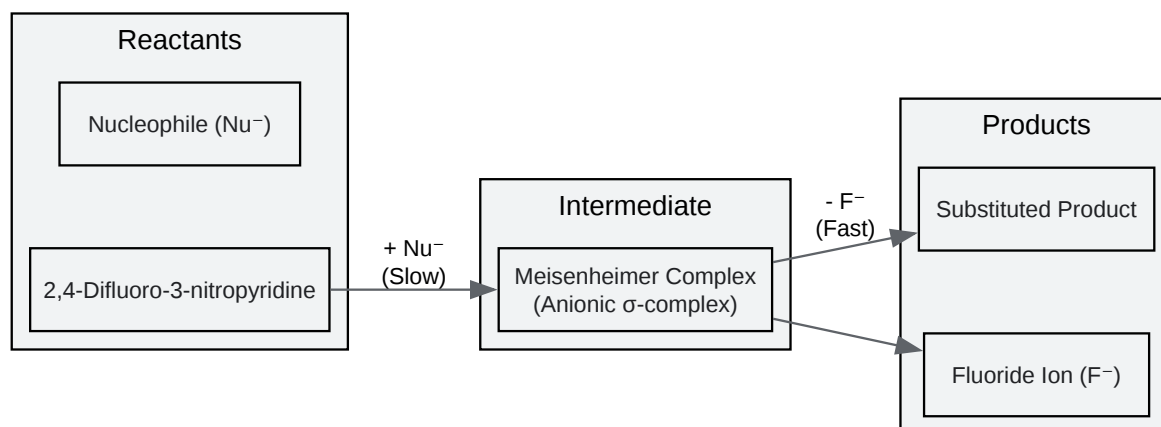 Reactants
Nucleophile (Nu⁻)
2,4-Difluoro-3-nitropyridine
+ Nu⁻
(Slow)
Intermediate
Meisenheimer Complex
(Anionic σ-complex)
- F⁻
(Fast)
Products
Substituted Product
Fluoride Ion (F⁻)